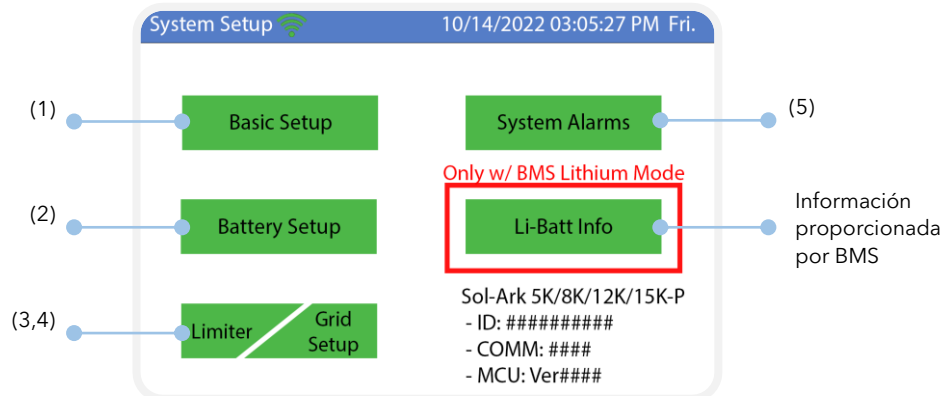 System Setup
10/14/2022 03:05:27 PM Fri.
(1)
Basic Setup
System Alarms
(5)
Only w/ BMS Lithium Mode
(2)
Battery Setup
Li-Batt Info
Información
proporcionada
por BMS
(3,4)
Limiter
Grid
Setup
Sol-Ark 5K/8K/12K/15K-P
- ID: ##########
- COMM: ####
- MCU: Ver####